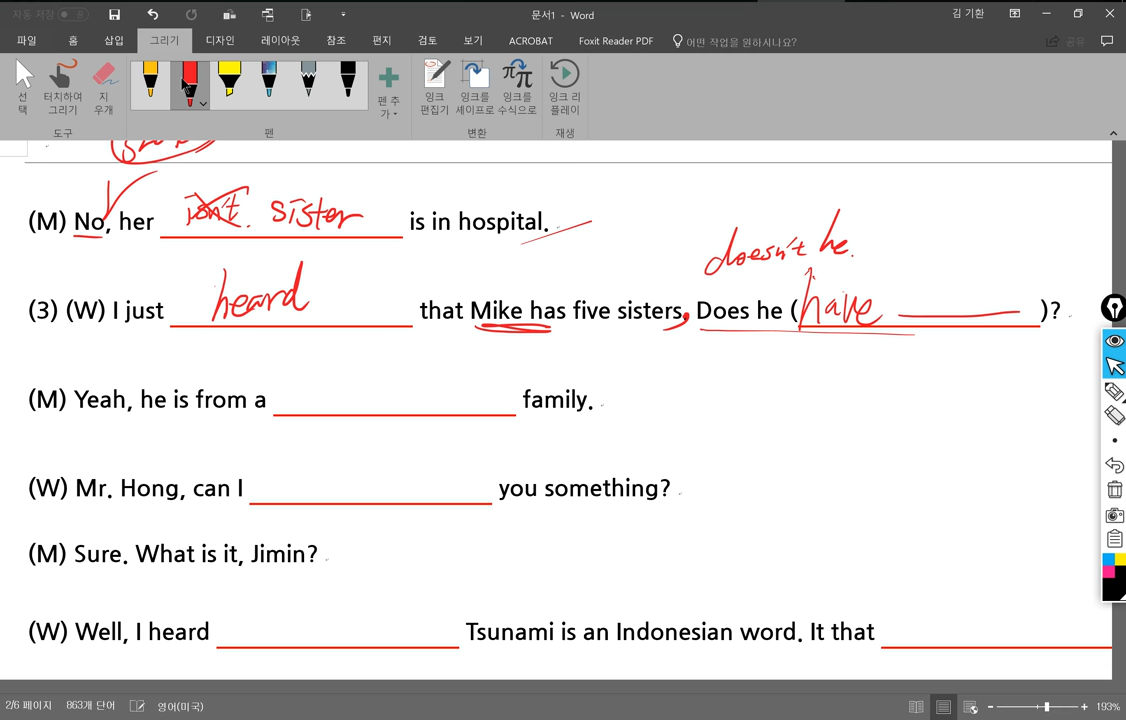 자동 저장 문서1 - Word 김 기환
파일 홈 삽입 그리기 디자인 레이아웃 참조 편지 검토 보기 ACROBAT Foxit Reader PDF 어떤 작업을 원하시나요? 공유
선택 터치하여 그리기 지우개 펜 추가 잉크 편집기 잉크를 셰이프로 잉크를 수식으로 잉크 리플레이
도구 펜 변환 재생
(M) No, her isn't. sister is in hospital.
doesn't he.
(3) (W) I just heard that Mike has five sisters, Does he (have )?
(M) Yeah, he is from a family.
(W) Mr. Hong, can I you something?
(M) Sure. What is it, Jimin?
(W) Well, I heard Tsunami is an Indonesian word. It that
2/6 페이지 863개 단어 영어(미국) 193%